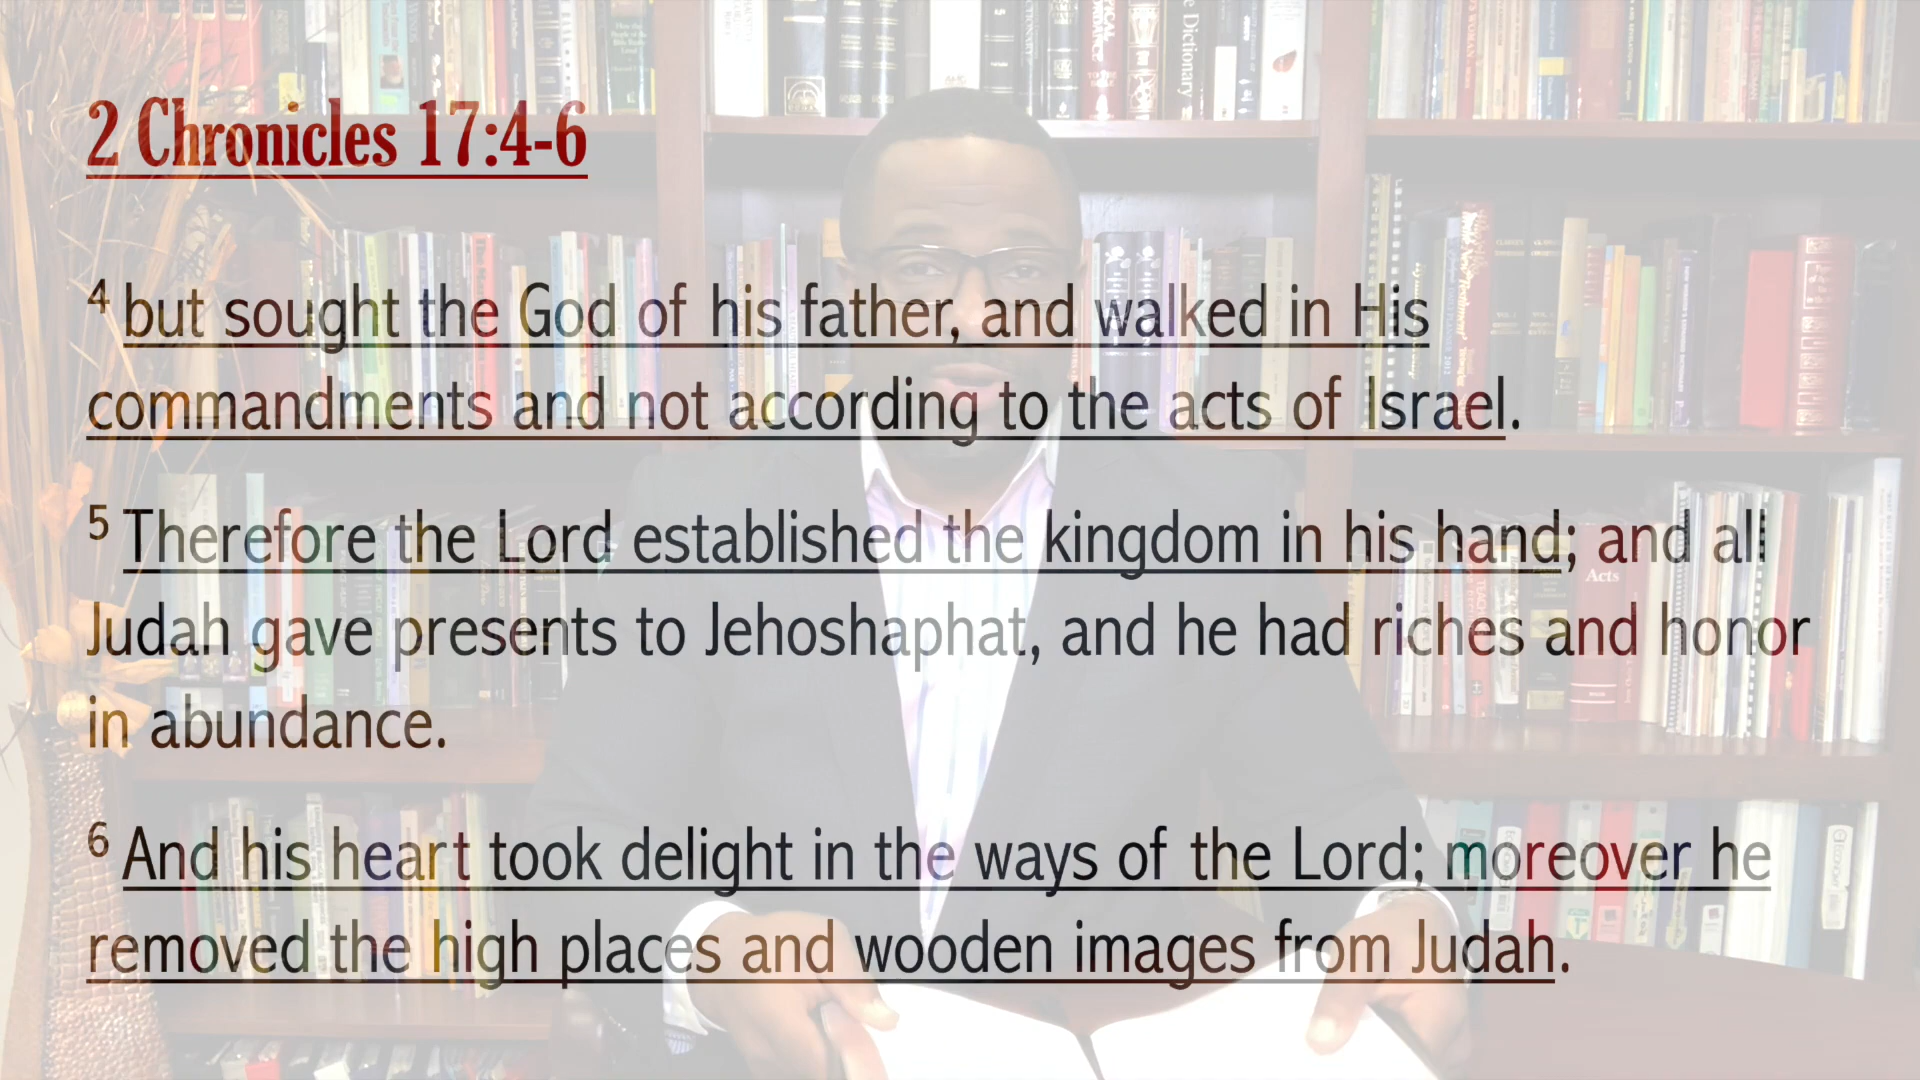 2 Chronicles 17:4-6
4 but sought the God of his father, and walked in His
commandments and not according to the acts of Israel.
5 Therefore the Lord established the kingdom in his hand; and all
Judah gave presents to Jehoshaphat, and he had riches and honor
in abundance.
6 And his heart took delight in the ways of the Lord; moreover he
removed the high places and wooden images from Judah.
Dictionary
Acts